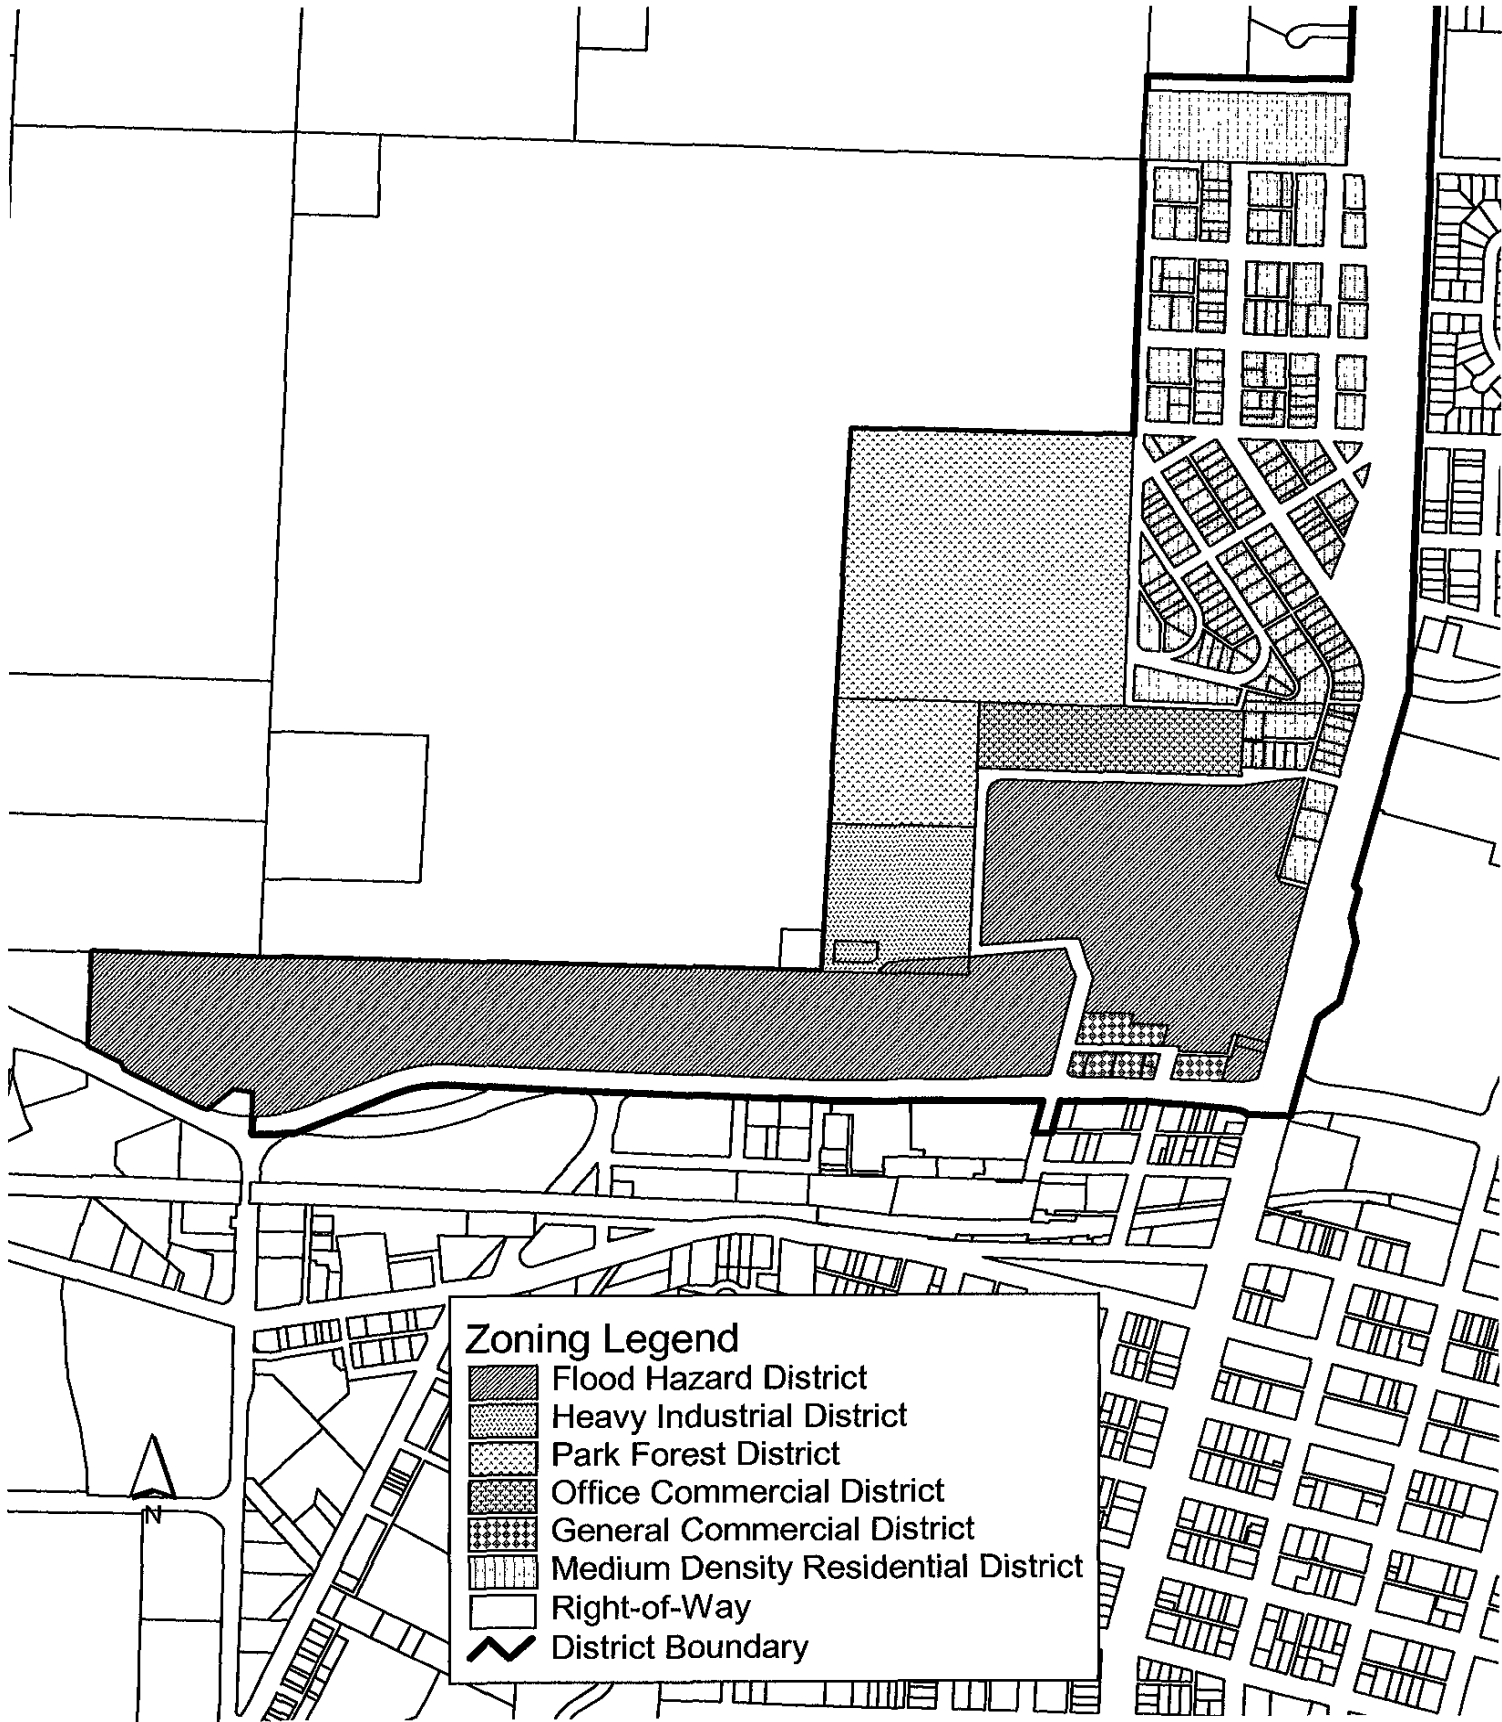 Zoning Legend
Flood Hazard District
Heavy Industrial District
Park Forest District
Office Commercial District
General Commercial District
Medium Density Residential District
Right-of-Way
District Boundary
N